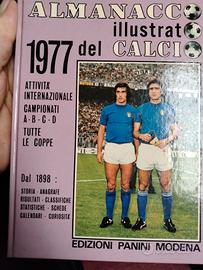 ALMANACCO
illustrato
1977 del CALCIO
ATTIVITÀ
INTERNAZIONALE
CAMPIONATI
A-B-C-D
TUTTE
LE COPPE
Dal 1898:
STORIA - ANAGRAFE
RISULTATI - CLASSIFICHE
STATISTICHE - SCHEDE
CALENDARI - CURIOSITÀ
EDIZIONI PANINI MODENA